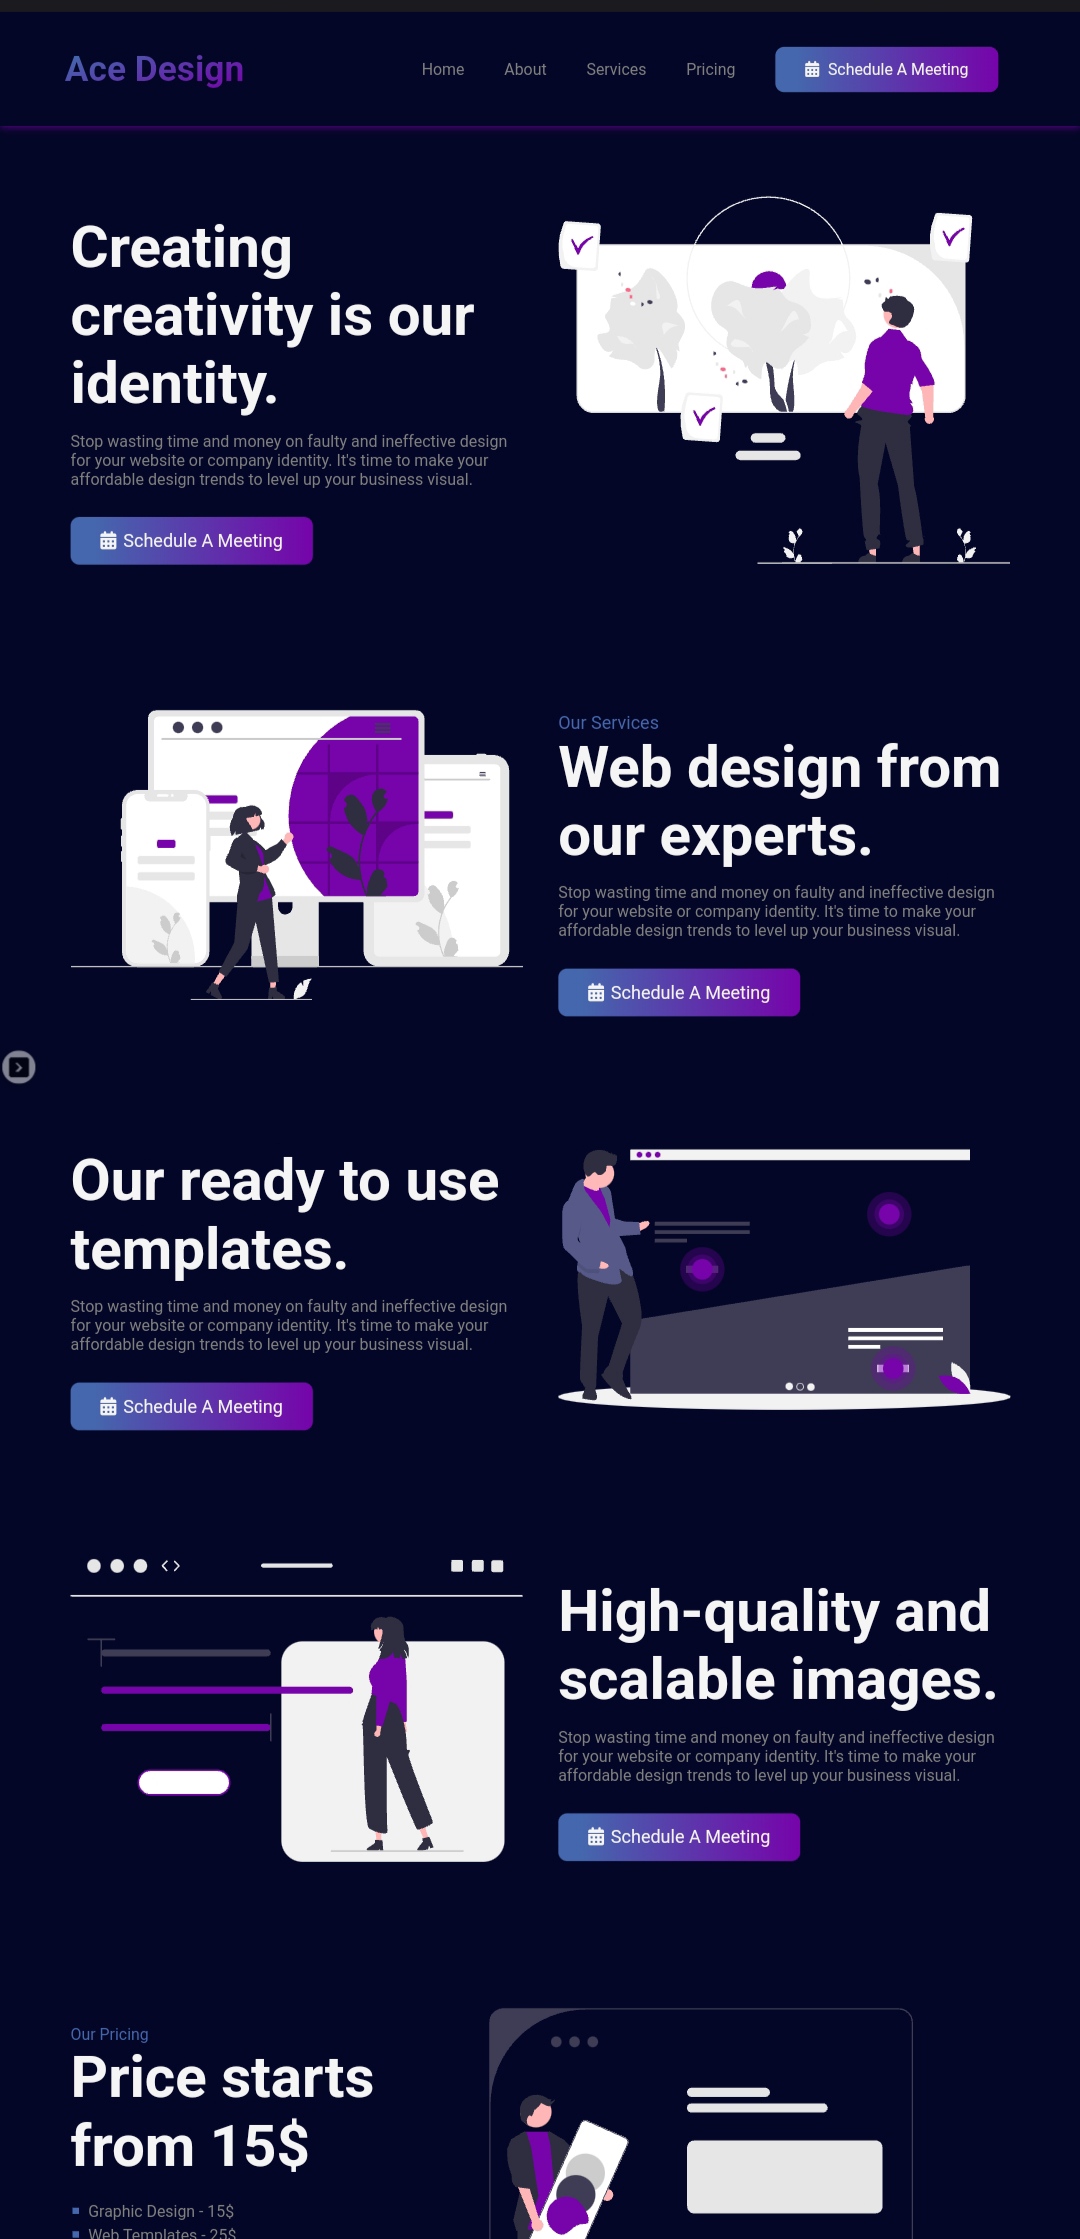 Ace Design
Home
About
Services
Pricing
Schedule A Meeting
Creating
creativity is our
identity.
Stop wasting time and money on faulty and ineffective design
for your website or company identity. It's time to make your
affordable design trends to level up your business visual.
Schedule A Meeting
Our Services
Web design from
our experts.
Stop wasting time and money on faulty and ineffective design
for your website or company identity. It's time to make your
affordable design trends to level up your business visual.
Schedule A Meeting
Our ready to use
templates.
Stop wasting time and money on faulty and ineffective design
for your website or company identity. It's time to make your
affordable design trends to level up your business visual.
Schedule A Meeting
High-quality and
scalable images.
Stop wasting time and money on faulty and ineffective design
for your website or company identity. It's time to make your
affordable design trends to level up your business visual.
Schedule A Meeting
Our Pricing
Price starts
from 15$
Graphic Design - 15$
Web Templates - 25$